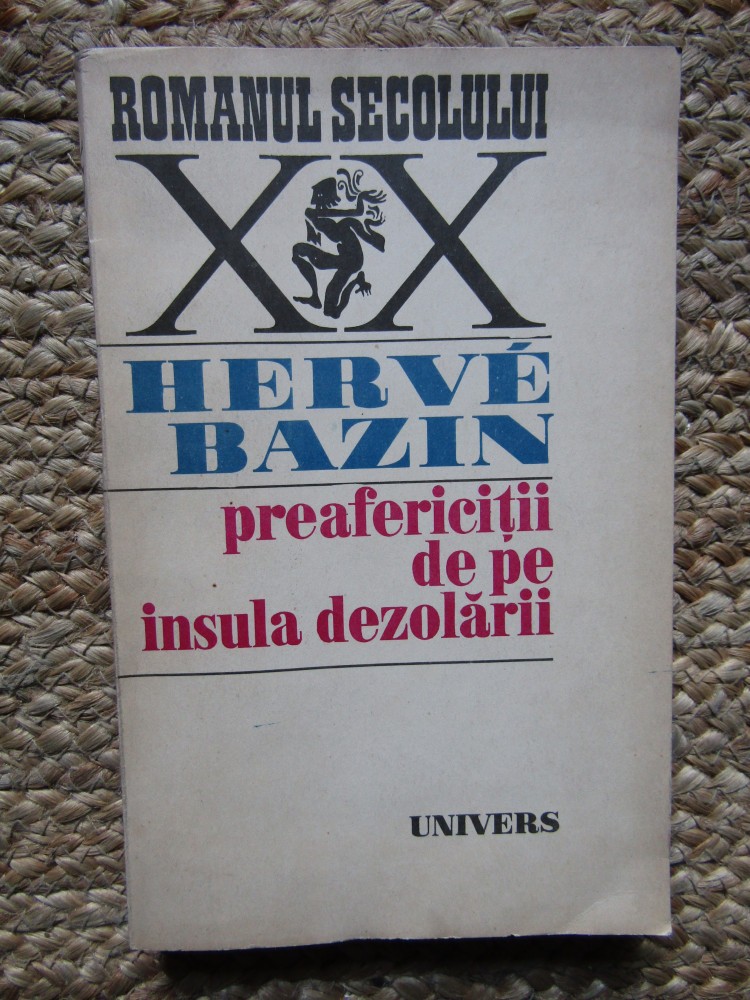 ROMANUL SECOLULUI
XX
HERVÉ
BAZIN
preafericiții
de pe
insula dezolării
UNIVERS